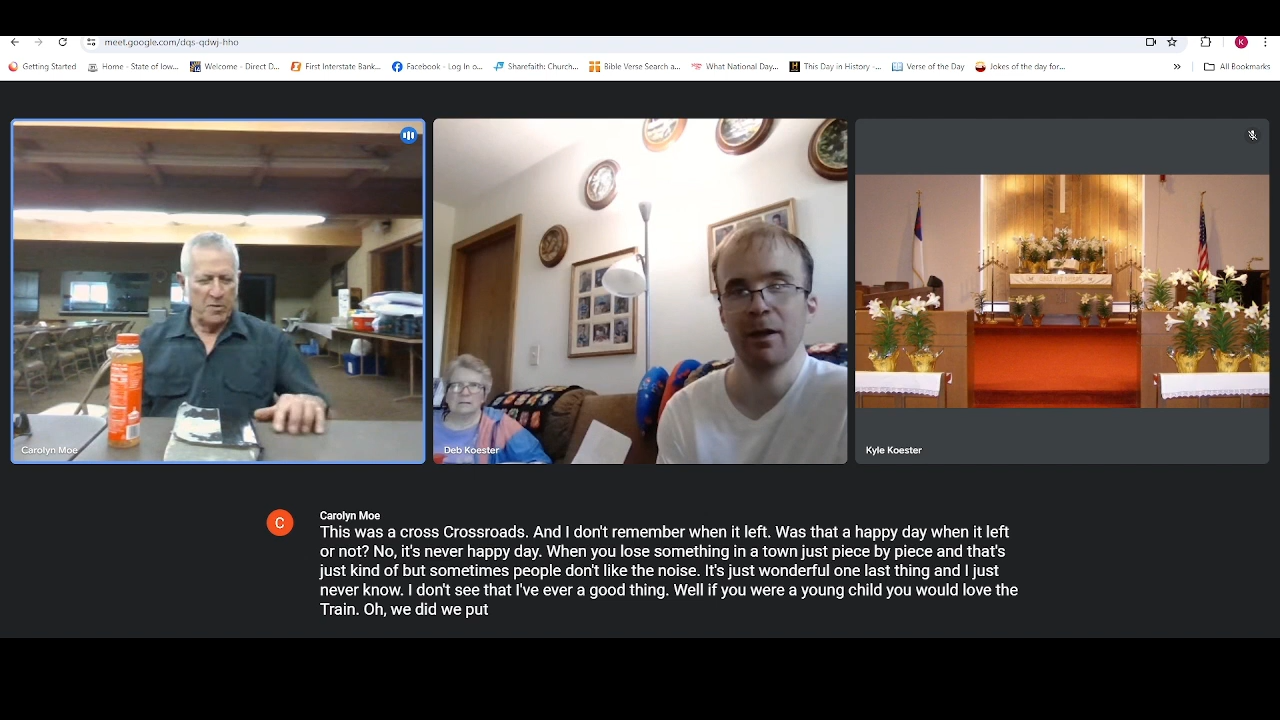 meet.google.com/dqs-qdwj-hho
K
Getting Started
Home - State of Iow...
Welcome - Direct D...
First Interstate Bank...
Facebook - Log In o...
Sharefaith: Church...
Bible Verse Search a...
What National Day...
This Day in History -...
Verse of the Day
Jokes of the day for...
»
All Bookmarks
Carolyn Moe
Deb Koester
Kyle Koester
C
Carolyn Moe
This was a cross Crossroads. And I don't remember when it left. Was that a happy day when it left
or not? No, it's never happy day. When you lose something in a town just piece by piece and that's
just kind of but sometimes people don't like the noise. It's just wonderful one last thing and I just
never know. I don't see that I've ever a good thing. Well if you were a young child you would love the
Train. Oh, we did we put